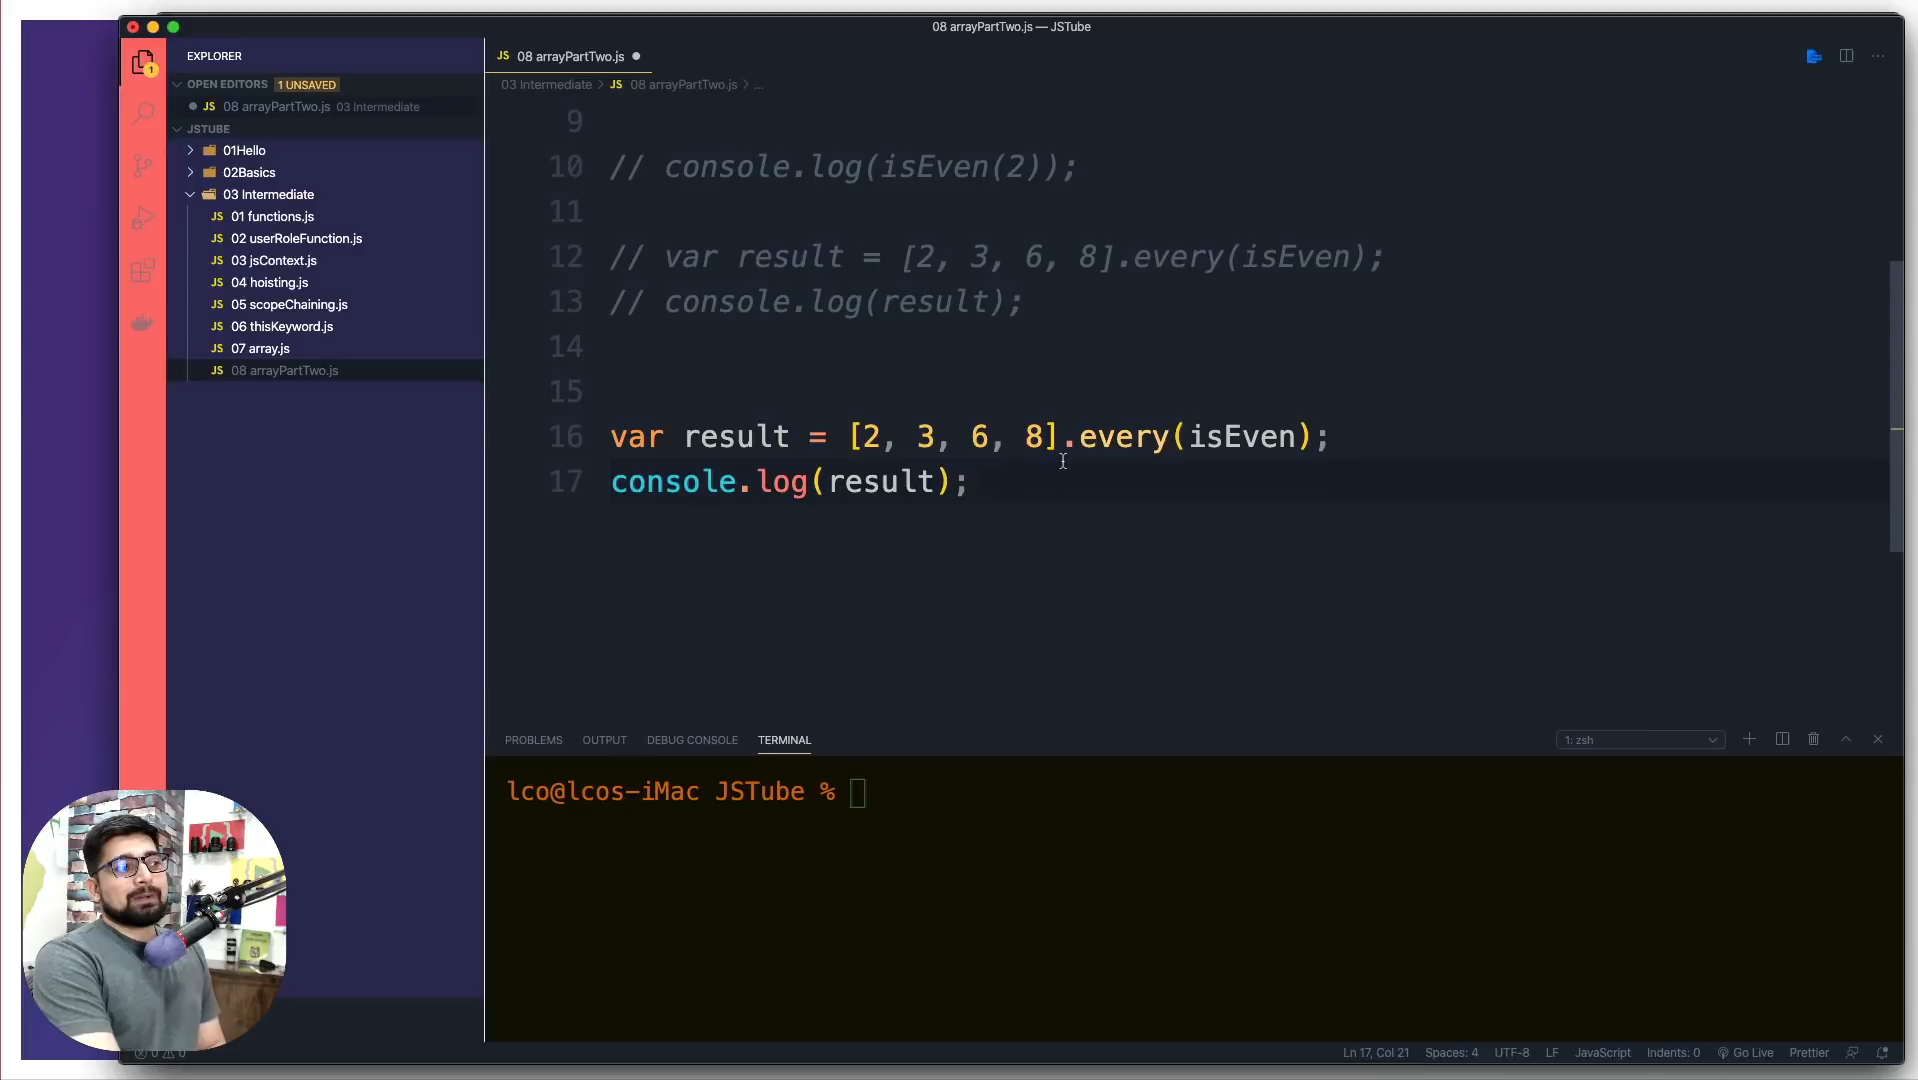 08 arrayPartTwo.js — JSTube
EXPLORER
OPEN EDITORS 1 UNSAVED
JS 08 arrayPartTwo.js 03 Intermediate
JSTUBE
01Hello
02Basics
03 Intermediate
JS 01 functions.js
JS 02 userRoleFunction.js
JS 03 jsContext.js
JS 04 hoisting.js
JS 05 scopeChaining.js
JS 06 thisKeyword.js
JS 07 array.js
JS 08 arrayPartTwo.js
1
JS 08 arrayPartTwo.js
03 Intermediate > JS 08 arrayPartTwo.js > ...
9
10 // console.log(isEven(2));
11
12 // var result = [2, 3, 6, 8].every(isEven);
13 // console.log(result);
14
15
16 var result = [2, 3, 6, 8].every(isEven);
17 console.log(result);
PROBLEMS OUTPUT DEBUG CONSOLE TERMINAL 1: zsh
lco@lcos-iMac JSTube %
0 0
Ln 17, Col 21 Spaces: 4 UTF-8 LF JavaScript Indents: 0 Go Live Prettier